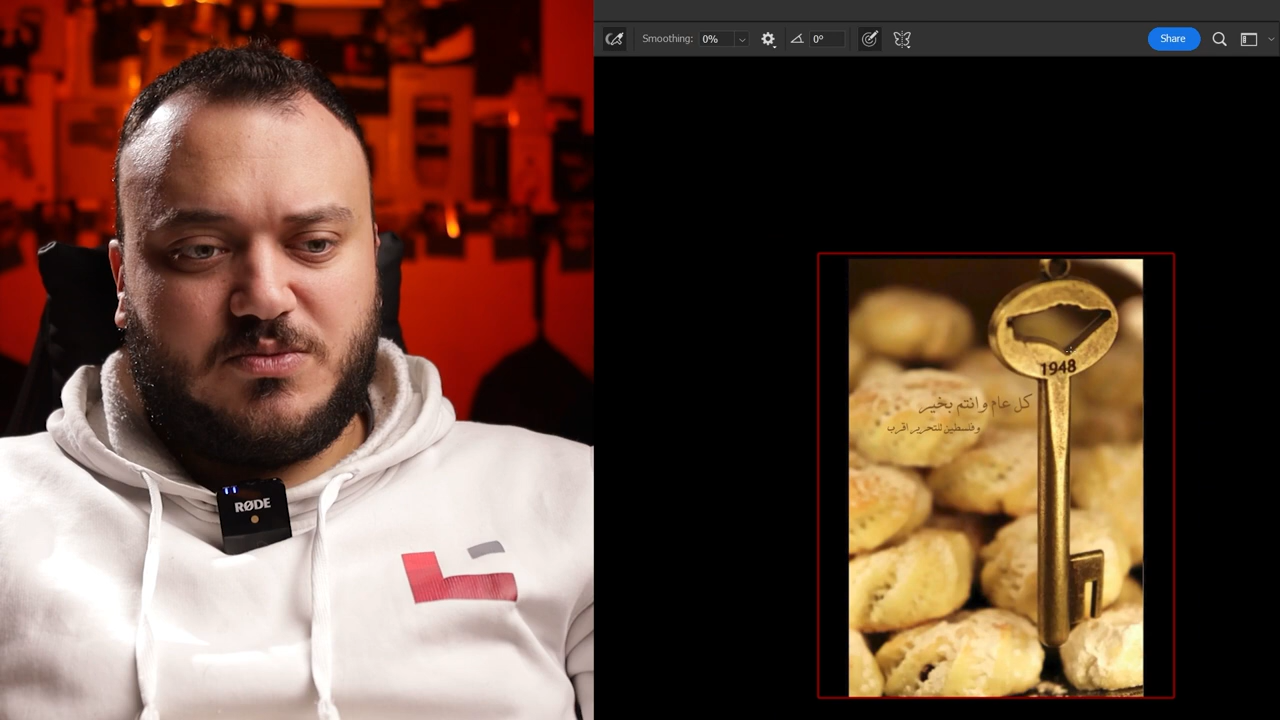 Smoothing: 0% 0° Share
1948
كل عام وانتم بخير
وفلسطين للتحرير اقرب
RØDE